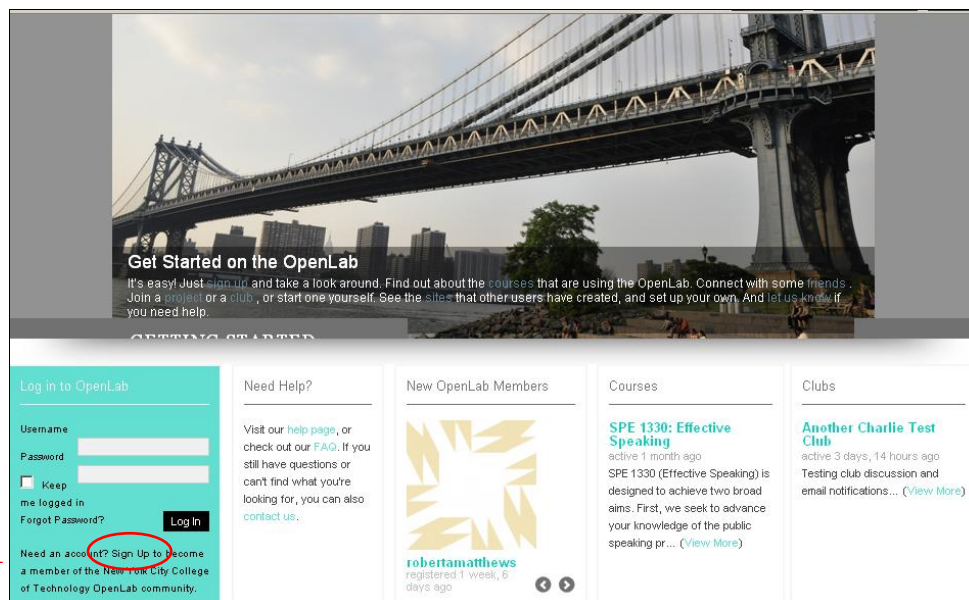 Get Started on the OpenLab
It's easy! Just sign up and take a look around. Find out about the courses that are using the OpenLab. Connect with some friends .
Join a project or a club , or start one yourself. See the sites that other users have created, and set up your own. And let us know if
you need help.
GETTING STARTED
Log in to OpenLab
Username
Password
Keep
me logged in
Forgot Password?
Log In
Need an account? Sign Up to become
a member of the New York City College
of Technology OpenLab community.
Need Help?
Visit our help page, or
check out our FAQ. If you
still have questions or
can't find what you're
looking for, you can also
contact us.
New OpenLab Members
robertamatthews
registered 1 week, 6
days ago
Courses
SPE 1330: Effective
Speaking
active 1 month ago
SPE 1330 (Effective Speaking) is
designed to achieve two broad
aims. First, we seek to advance
your knowledge of the public
speaking pr... (View More)
Clubs
Another Charlie Test
Club
active 3 days, 14 hours ago
Testing club discussion and
email notifications... (View More)